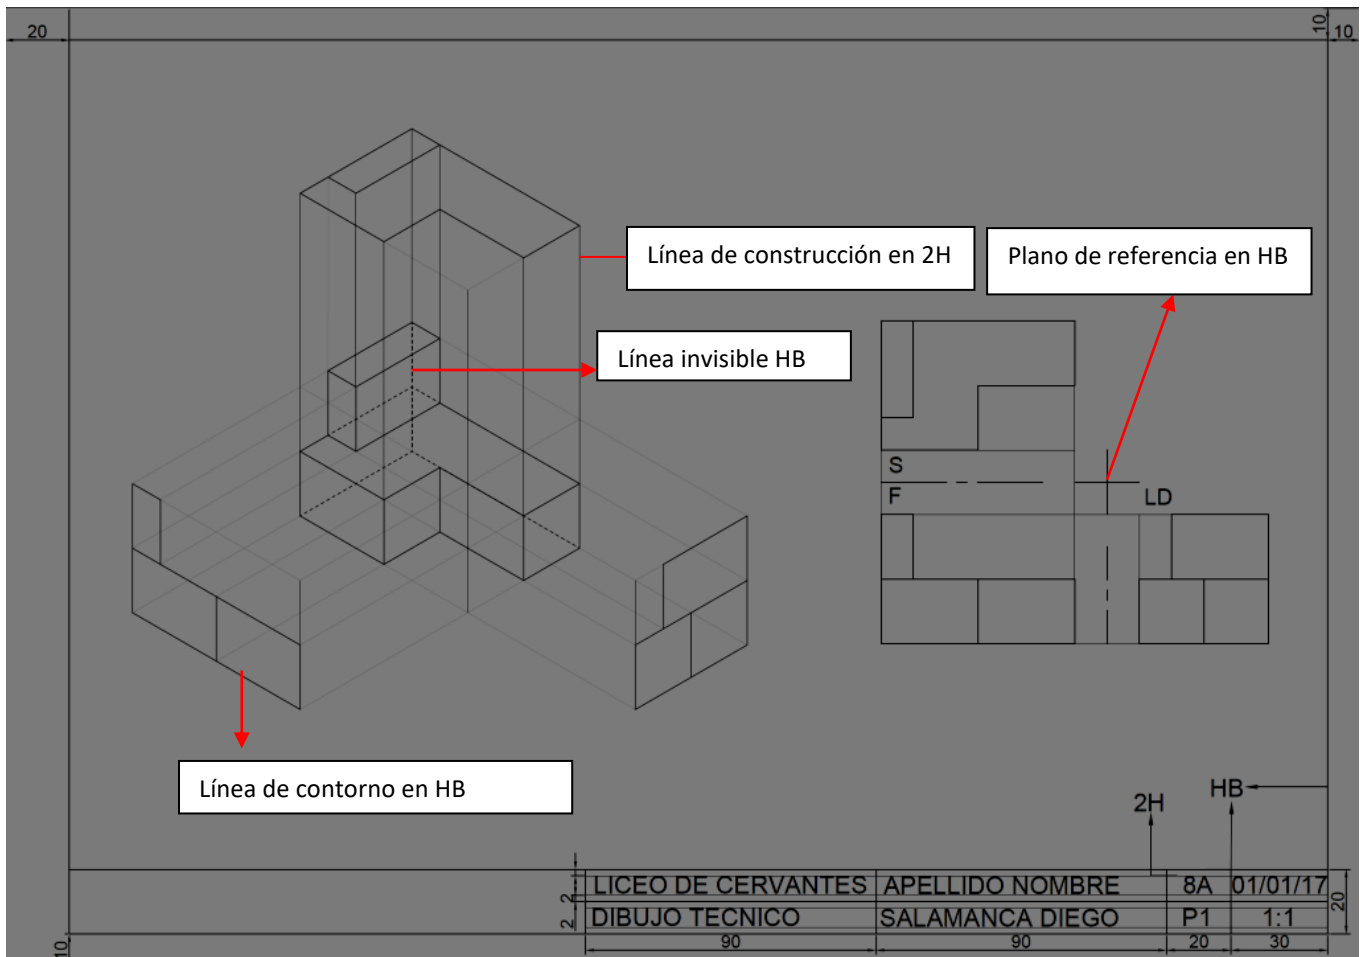 20
10
10
Línea de construcción en 2H
Plano de referencia en HB
Línea invisible HB
S
F
LD
Línea de contorno en HB
HB
2H
2
LICEO DE CERVANTES
APELLIDO NOMBRE
8A
01/01/17
20
2
DIBUJO TECNICO
SALAMANCA DIEGO
P1
1:1
10
90
90
20
30